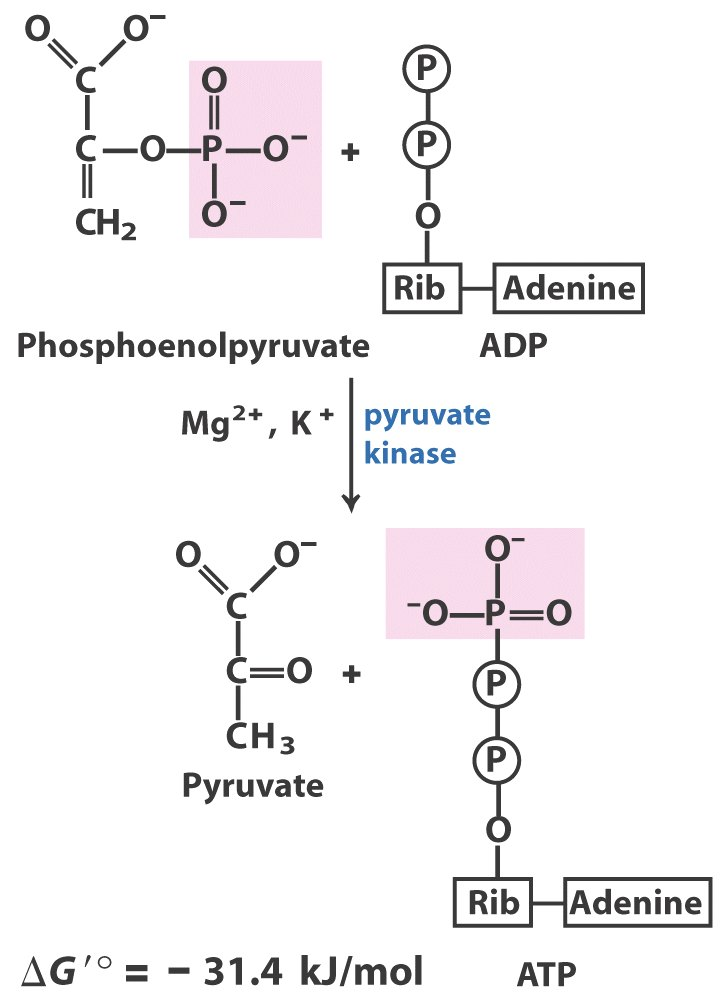 O O⁻
C O P
C—O—P—O⁻ + P
CH₂ O⁻ O
Rib Adenine
Phosphoenolpyruvate ADP
Mg²⁺, K⁺ pyruvate
kinase
O O⁻ O⁻
C ⁻O—P=O
C=O + P
CH₃ P
Pyruvate
O
Rib Adenine
ΔG′° = − 31.4 kJ/mol ATP